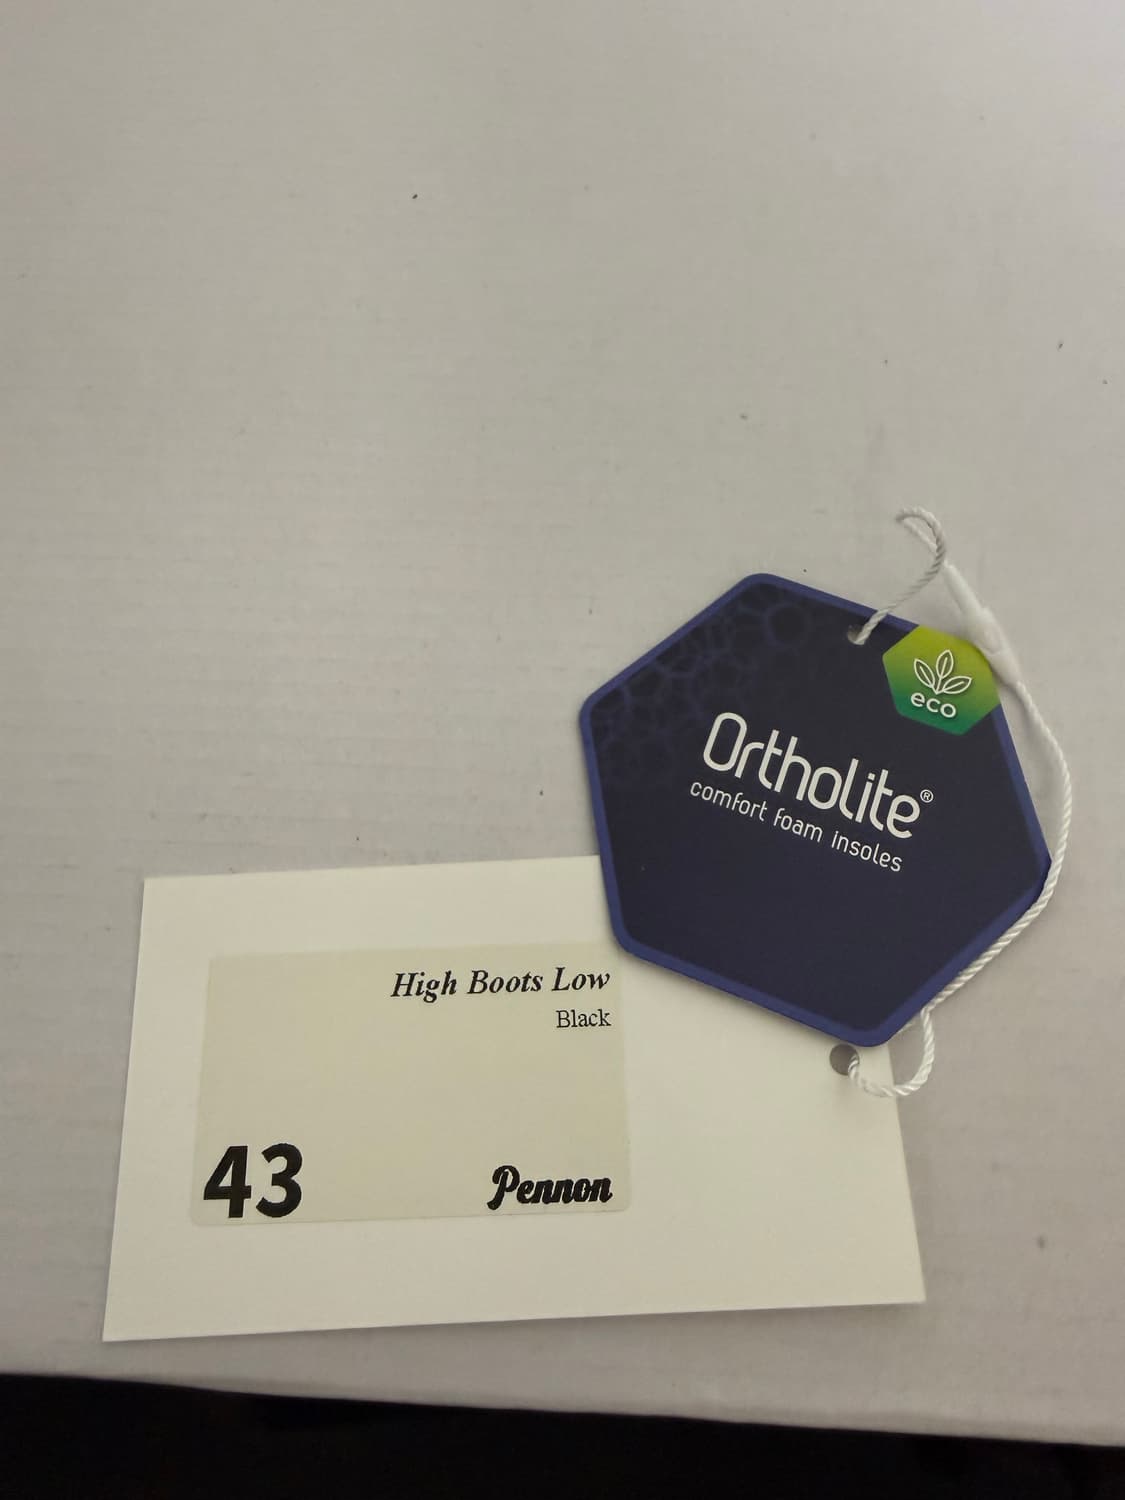 eco
Ortholite®
comfort foam insoles
High Boots Low
Black
43
Pennon